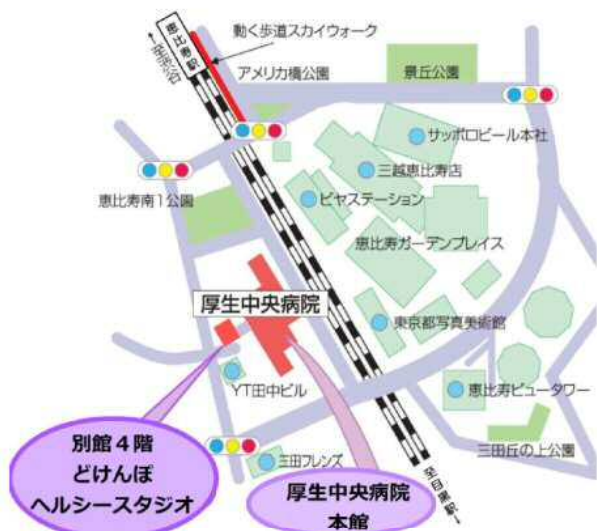 恵比寿駅
←至渋谷
動く歩道スカイウォーク
アメリカ橋公園
景丘公園
サッポロビール本社
三越恵比寿店
恵比寿南1公園
ビヤステーション
恵比寿ガーデンプレイス
厚生中央病院
東京都写真美術館
YT田中ビル
恵比寿ビュータワー
三田丘の上公園
三田フレンズ
至目黒駅→
別館4階
どけんぽ
ヘルシースタジオ
厚生中央病院
本館